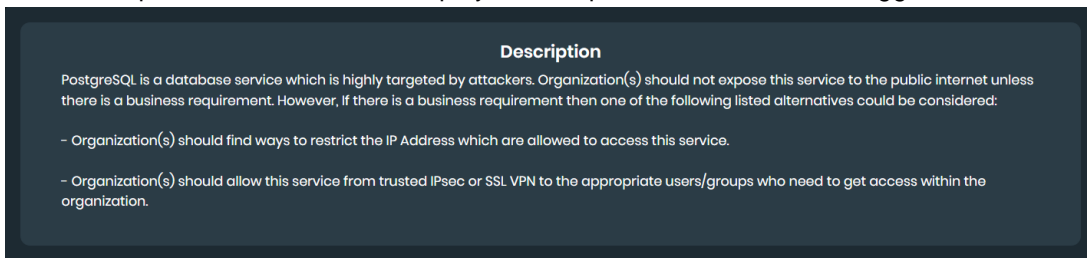 Description
PostgreSQL is a database service which is highly targeted by attackers. Organization(s) should not expose this service to the public internet unless
there is a business requirement. However, If there is a business requirement then one of the following listed alternatives could be considered:
- Organization(s) should find ways to restrict the IP Address which are allowed to access this service.
- Organization(s) should allow this service from trusted IPsec or SSL VPN to the appropriate users/groups who need to get access within the
organization.